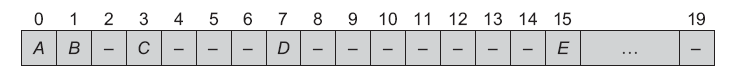 0 1 2 3 4 5 6 7 8 9 10 11 12 13 14 15 19
A B – C – – – D – – – – – – – E ... –